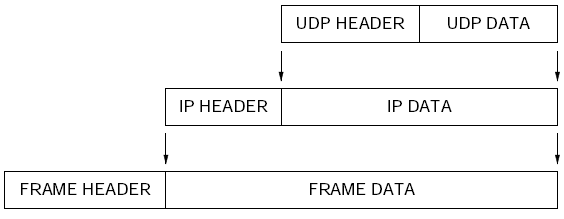 UDP HEADER UDP DATA
IP HEADER IP DATA
FRAME HEADER FRAME DATA